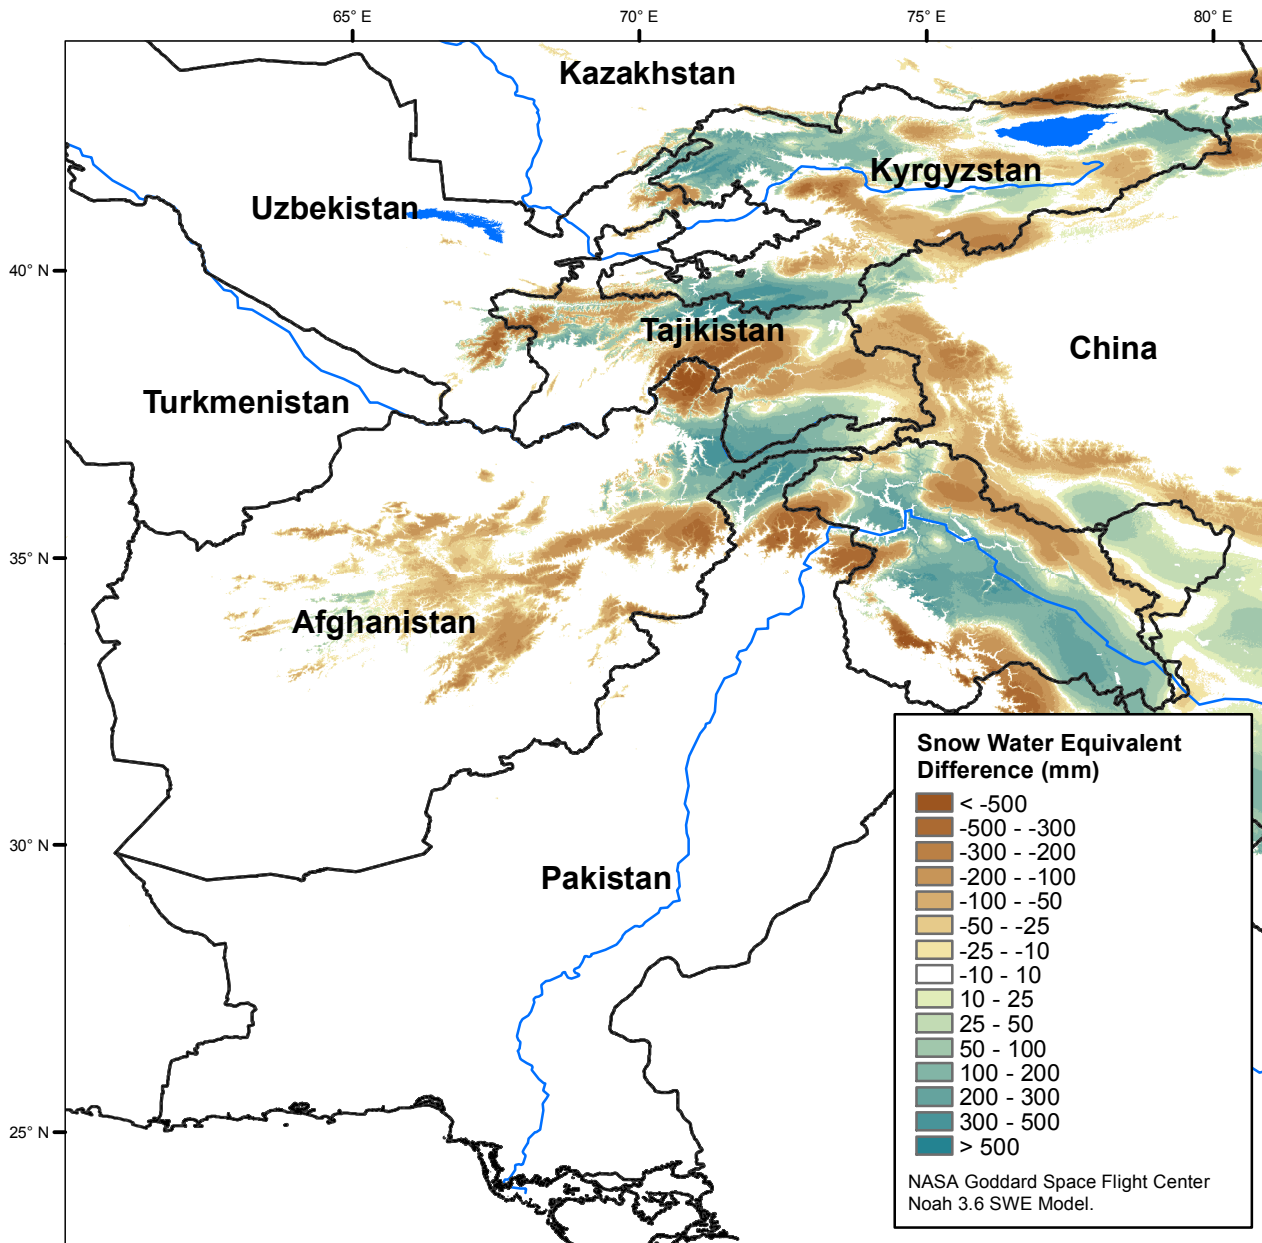 65° E
70° E
75° E
80° E
Kazakhstan
Kyrgyzstan
Uzbekistan
40° N
Tajikistan
China
Turkmenistan
35° N
Afghanistan
30° N
Pakistan
25° N
Snow Water Equivalent
Difference (mm)
< -500
-500 - -300
-300 - -200
-200 - -100
-100 - -50
-50 - -25
-25 - -10
-10 - 10
10 - 25
25 - 50
50 - 100
100 - 200
200 - 300
300 - 500
> 500
NASA Goddard Space Flight Center
Noah 3.6 SWE Model.